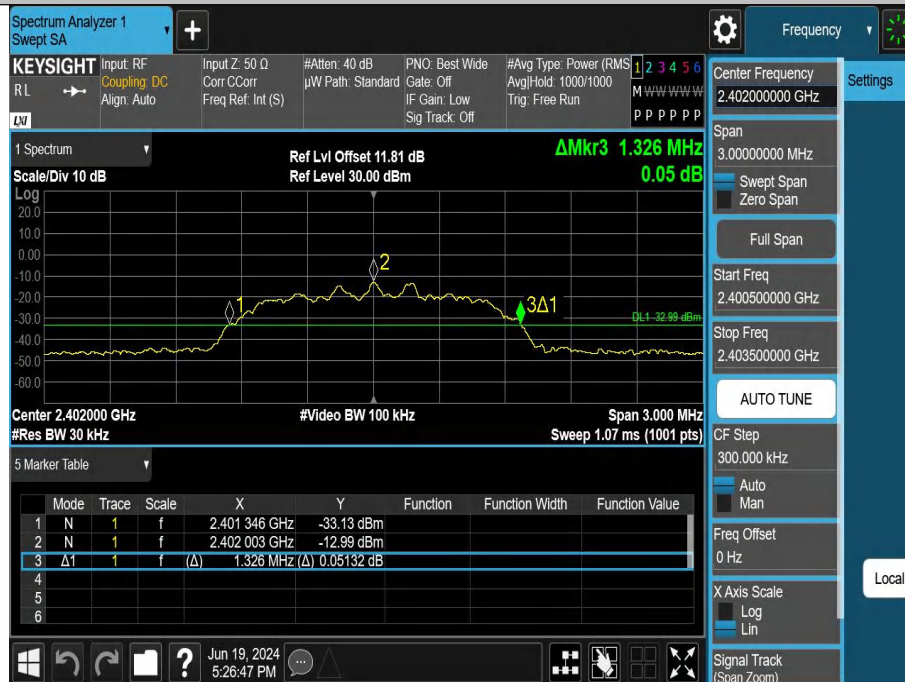 Spectrum Analyzer 1
Swept SA
Frequency
KEYSIGHT
RL
LXI
Input: RF
Coupling: DC
Align: Auto
Input Z: 50 Ω
Corr CCorr
Freq Ref: Int (S)
#Atten: 40 dB
µW Path: Standard
PNO: Best Wide
Gate: Off
IF Gain: Low
Sig Track: Off
#Avg Type: Power (RMS
Avg|Hold: 1000/1000
Trig: Free Run
1 2 3 4 5 6
M W W W W W
P P P P P P
1 Spectrum
Scale/Div 10 dB
Ref Lvl Offset 11.81 dB
Ref Level 30.00 dBm
ΔMkr3 1.326 MHz
0.05 dB
Log
20.0
10.0
0.00
-10.0
-20.0
-30.0
-40.0
-50.0
-60.0
1
2
3Δ1
DL1 -32.99 dBm
Center 2.402000 GHz
#Video BW 100 kHz
Span 3.000 MHz
#Res BW 30 kHz
Sweep 1.07 ms (1001 pts)
5 Marker Table
Mode Trace Scale X Y Function Function Width Function Value
1 N 1 f 2.401 346 GHz -33.13 dBm
2 N 1 f 2.402 003 GHz -12.99 dBm
3 Δ1 1 f (Δ) 1.326 MHz (Δ) 0.05132 dB
4
5
6
Jun 19, 2024
5:26:47 PM
Center Frequency
2.402000000 GHz
Span
3.00000000 MHz
Swept Span
Zero Span
Full Span
Start Freq
2.400500000 GHz
Stop Freq
2.403500000 GHz
AUTO TUNE
CF Step
300.000 kHz
Auto
Man
Freq Offset
0 Hz
X Axis Scale
Log
Lin
Signal Track
(Span Zoom)
Settings
Local